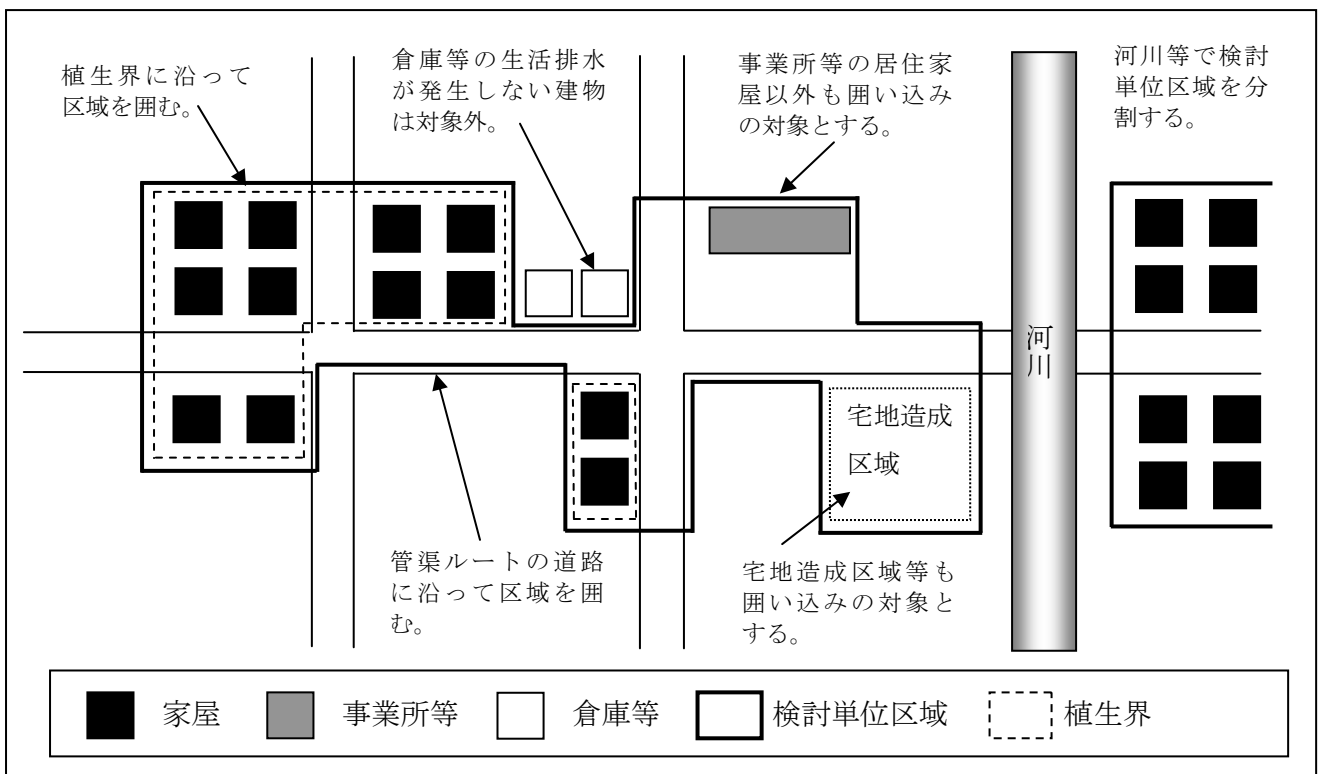 植生界に沿って
区域を囲む。
倉庫等の生活排水
が発生しない建物
は対象外。
事業所等の居住家
屋以外も囲い込み
の対象とする。
河川等で検討
単位区域を分
割する。
河川
宅地造成
区域
管渠ルートの道路
に沿って区域を囲
む。
宅地造成区域等も
囲い込みの対象と
する。
家屋
事業所等
倉庫等
検討単位区域
植生界